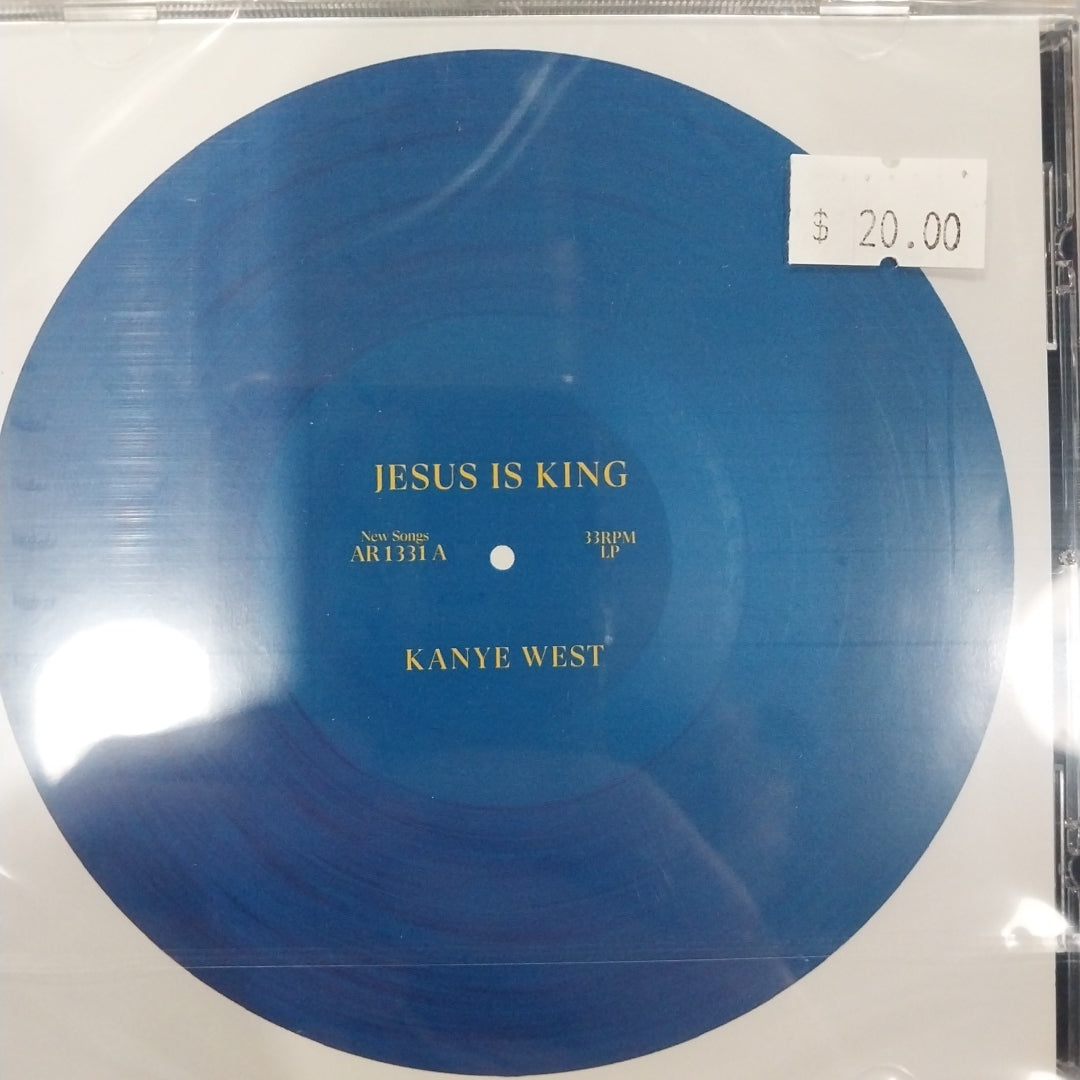 $ 20.00
JESUS IS KING
New Songs
AR 1331 A
33RPM
LP
KANYE WEST